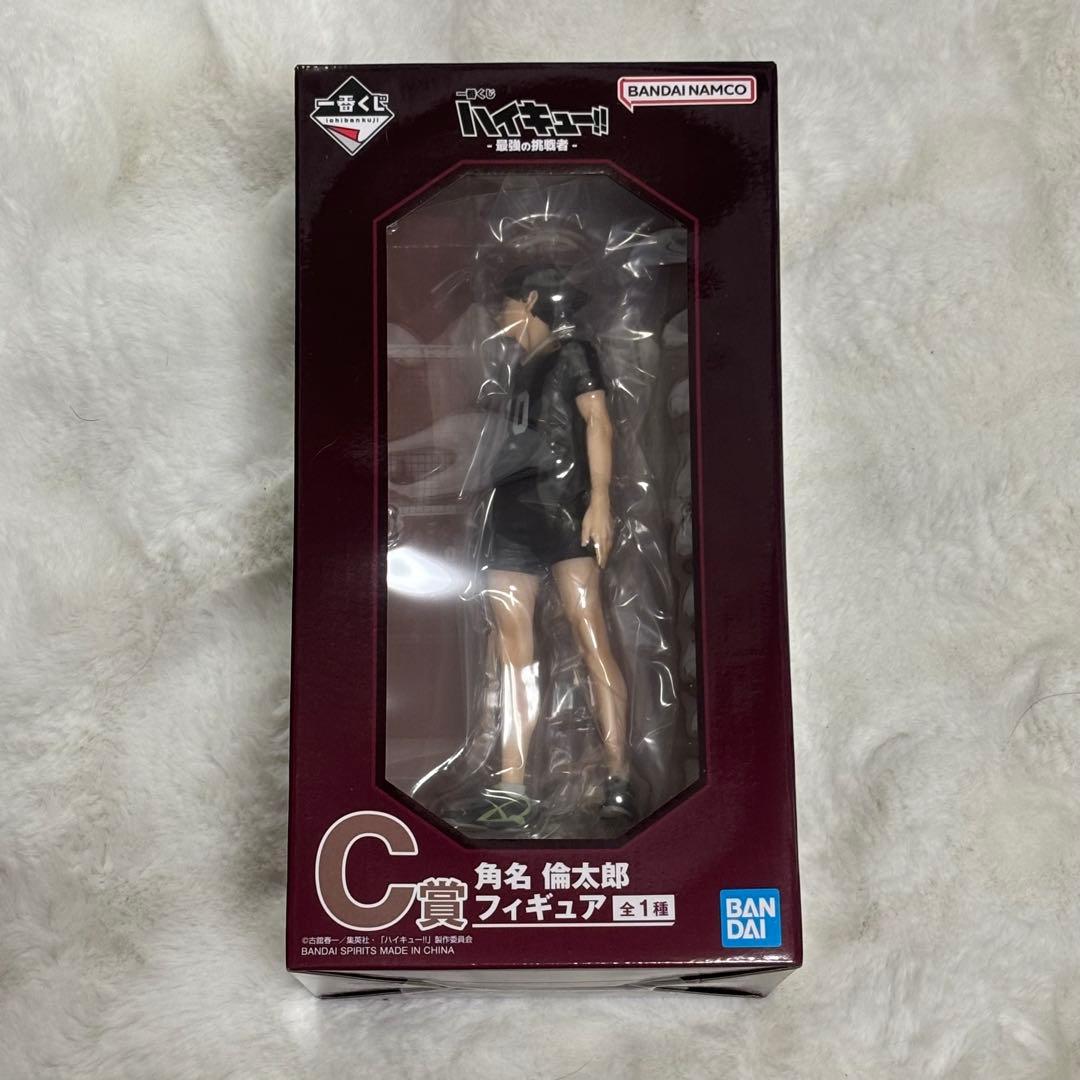 一番くじ
ichibankuji
一番くじ
ハイキュー!!
- 最強の挑戦者 -
BANDAI NAMCO
C賞
角名 倫太郎
フィギュア 全1種
©古舘春一／集英社・「ハイキュー!!」製作委員会
BANDAI SPIRITS MADE IN CHINA
BAN
DAI